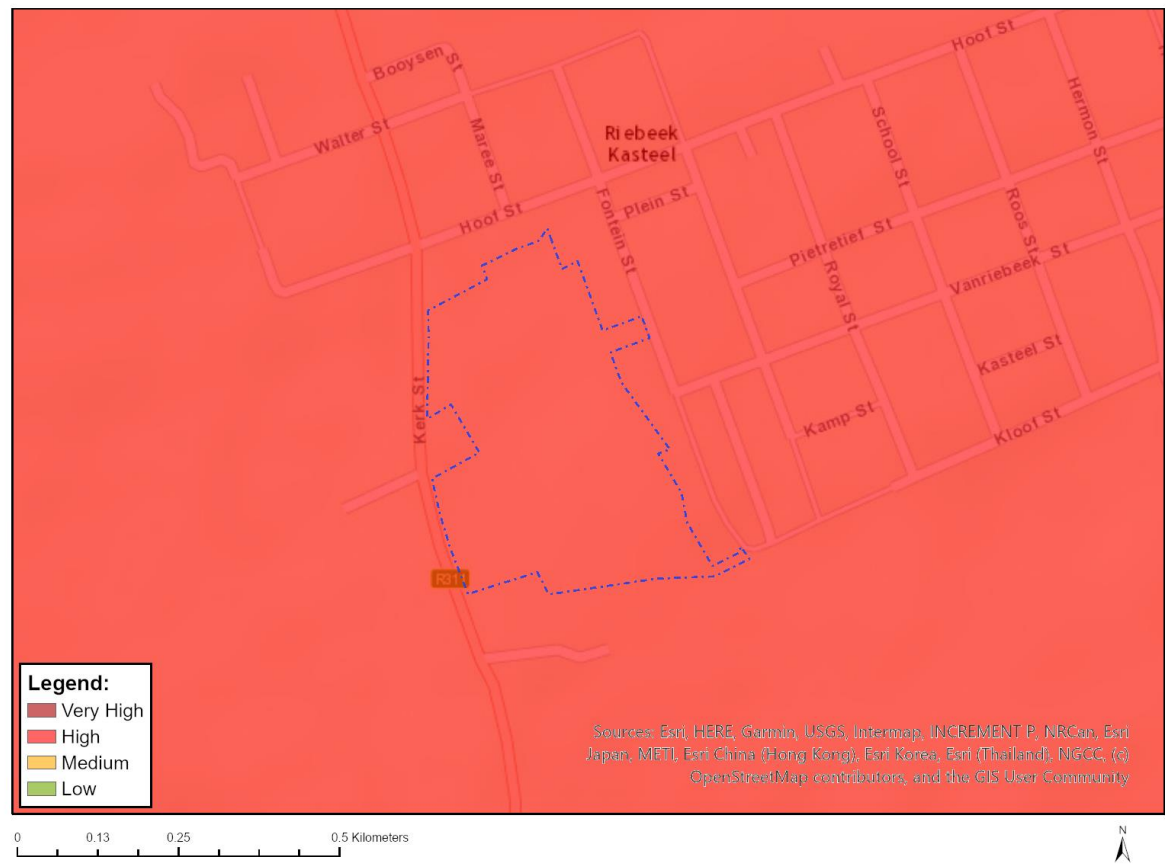 Booysen St
Hoof St
Walter St
Maree St
Riebeek
Kasteel
School St
Hermon St
Hoof St
Fontein St
Plein St
Pietretief St
Roos St
Royal St
Vanriebeek St
Kasteel St
Kerk St
Kamp St
Kloof St
Legend:
Very High
High
Medium
Low
Sources: Esri, HERE, Garmin, USGS, Intermap, INCREMENT P, NRCan, Esri
Japan, METI, Esri China (Hong Kong), Esri Korea, Esri (Thailand), NGCC, (c)
OpenStreetMap contributors, and the GIS User Community
0 0.13 0.25 0.5 Kilometers
N